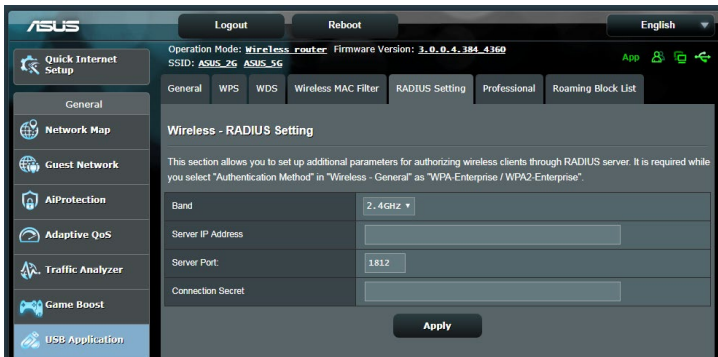 ASUS
Logout
Reboot
English
Quick Internet
Setup
Operation Mode: Wireless router Firmware Version: 3.0.0.4.384_4360
SSID: ASUS_2G ASUS_5G
App
General WPS WDS Wireless MAC Filter RADIUS Setting Professional Roaming Block List
General
Network Map
Guest Network
AiProtection
Adaptive QoS
Traffic Analyzer
Game Boost
USB Application
Wireless - RADIUS Setting
This section allows you to set up additional parameters for authorizing wireless clients through RADIUS server. It is required while
you select "Authentication Method" in "Wireless - General" as "WPA-Enterprise / WPA2-Enterprise".
Band 2.4GHz
Server IP Address
Server Port: 1812
Connection Secret
Apply